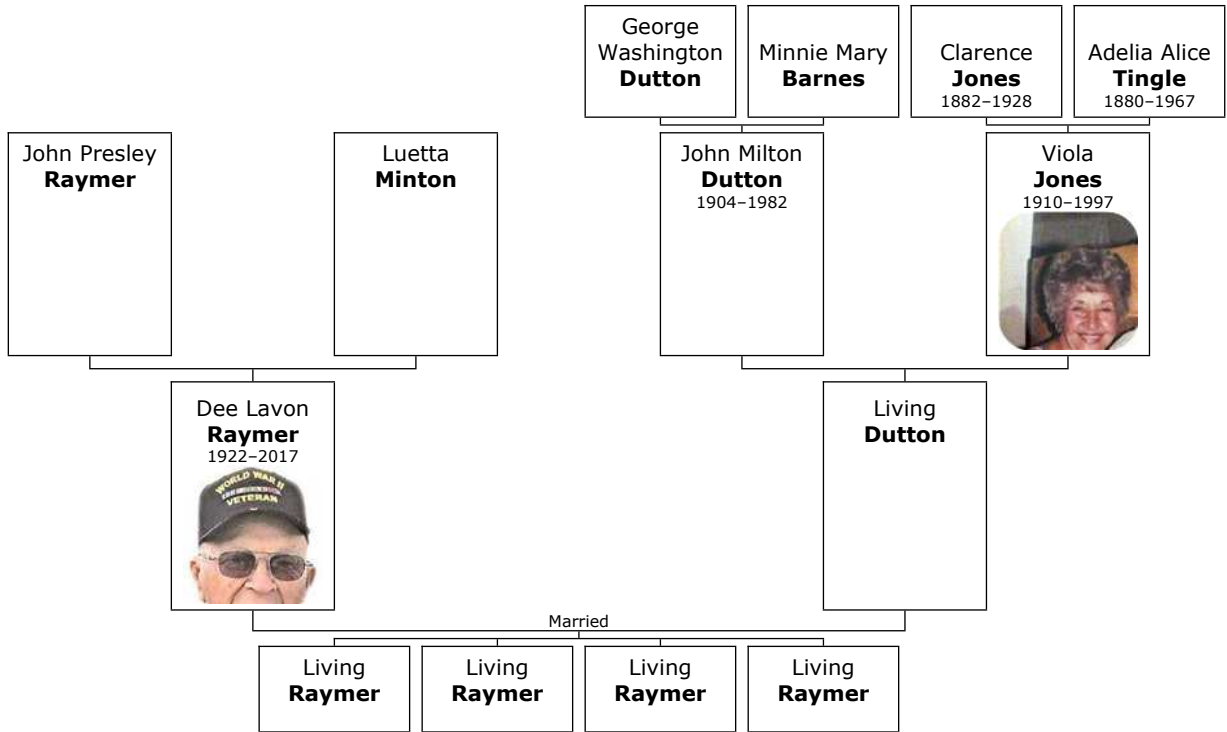 George
Washington
Dutton
Minnie Mary
Barnes
Clarence
Jones
1882–1928
Adelia Alice
Tingle
1880–1967
John Presley
Raymer
Luetta
Minton
John Milton
Dutton
1904–1982
Viola
Jones
1910–1997
Dee Lavon
Raymer
1922–2017
WORLD WAR II
VETERAN
Living
Dutton
Married
Living
Raymer
Living
Raymer
Living
Raymer
Living
Raymer